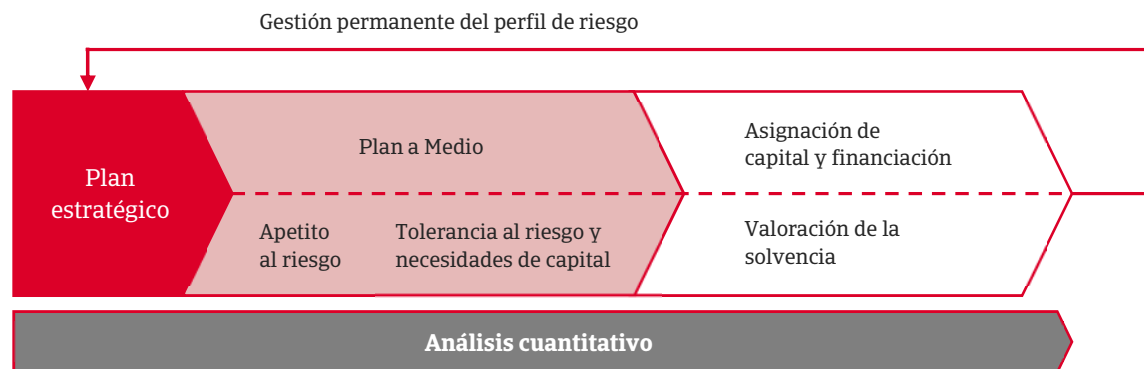 Gestión permanente del perfil de riesgo
Plan
estratégico
Plan a Medio
Apetito
al riesgo
Tolerancia al riesgo y
necesidades de capital
Asignación de
capital y financiación
Valoración de la
solvencia
Análisis cuantitativo